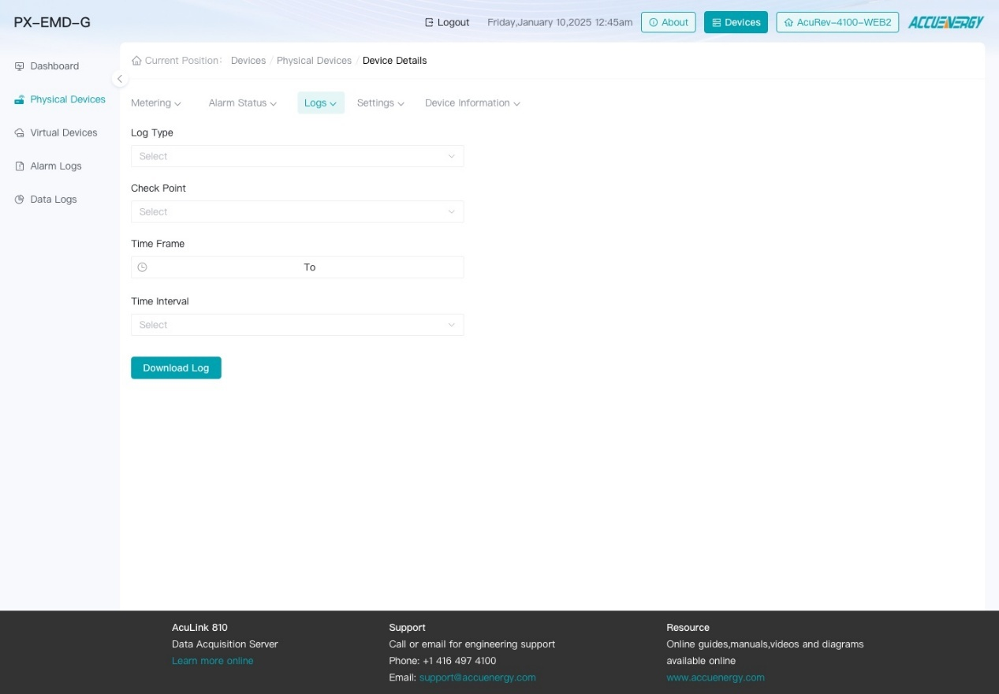 PX-EMD-G
Logout
Friday,January 10,2025 12:45am
About
Devices
AcuRev-4100-WEB2
ACCUENERGY
Dashboard
Physical Devices
Virtual Devices
Alarm Logs
Data Logs
Current Position: Devices / Physical Devices / Device Details
Metering
Alarm Status
Logs
Settings
Device Information
Log Type
Select
Check Point
Select
Time Frame
To
Time Interval
Select
Download Log
AcuLink 810
Data Acquisition Server
Learn more online
Support
Call or email for engineering support
Phone: +1 416 497 4100
Email: support@accuenergy.com
Resource
Online guides,manuals,videos and diagrams
available online
www.accuenergy.com